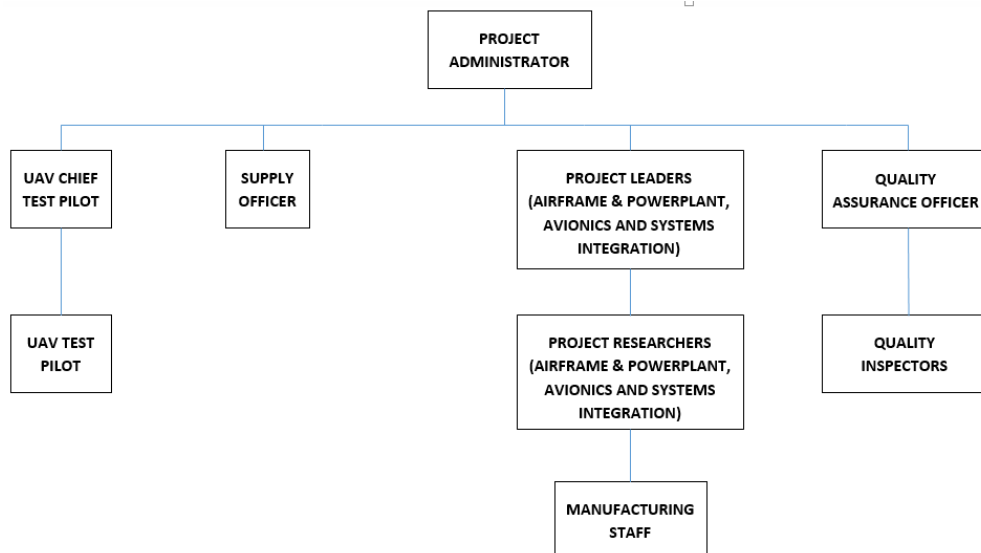 PROJECT
ADMINISTRATOR
UAV CHIEF
TEST PILOT
SUPPLY
OFFICER
PROJECT LEADERS
(AIRFRAME & POWERPLANT,
AVIONICS AND SYSTEMS
INTEGRATION)
QUALITY
ASSURANCE OFFICER
UAV TEST
PILOT
PROJECT RESEARCHERS
(AIRFRAME & POWERPLANT,
AVIONICS AND SYSTEMS
INTEGRATION)
QUALITY
INSPECTORS
MANUFACTURING
STAFF